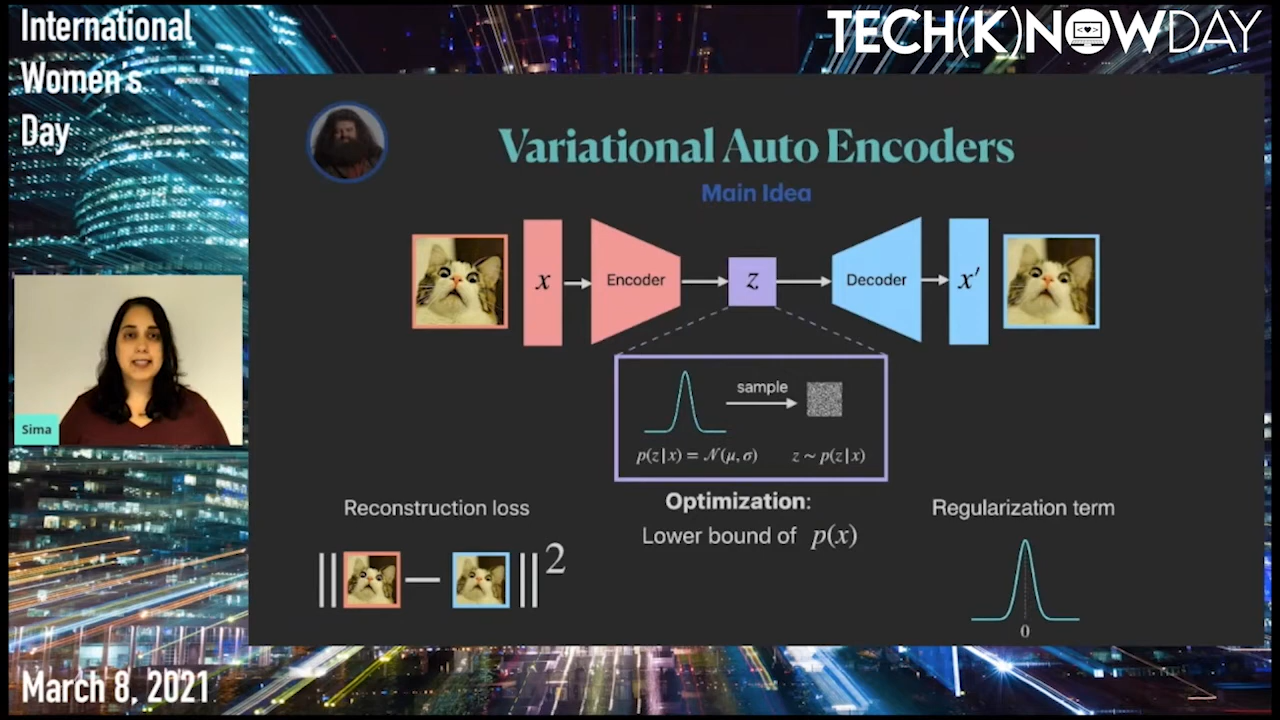 International
Women's
Day
TECH(K)NOWDAY
Variational Auto Encoders
Main Idea
x
Encoder
z
Decoder
x′
sample
p(z|x) = 𝒩(μ, σ)
z ~ p(z|x)
Sima
Reconstruction loss
Optimization:
Lower bound of p(x)
Regularization term
|| — || 2
0
March 8, 2021